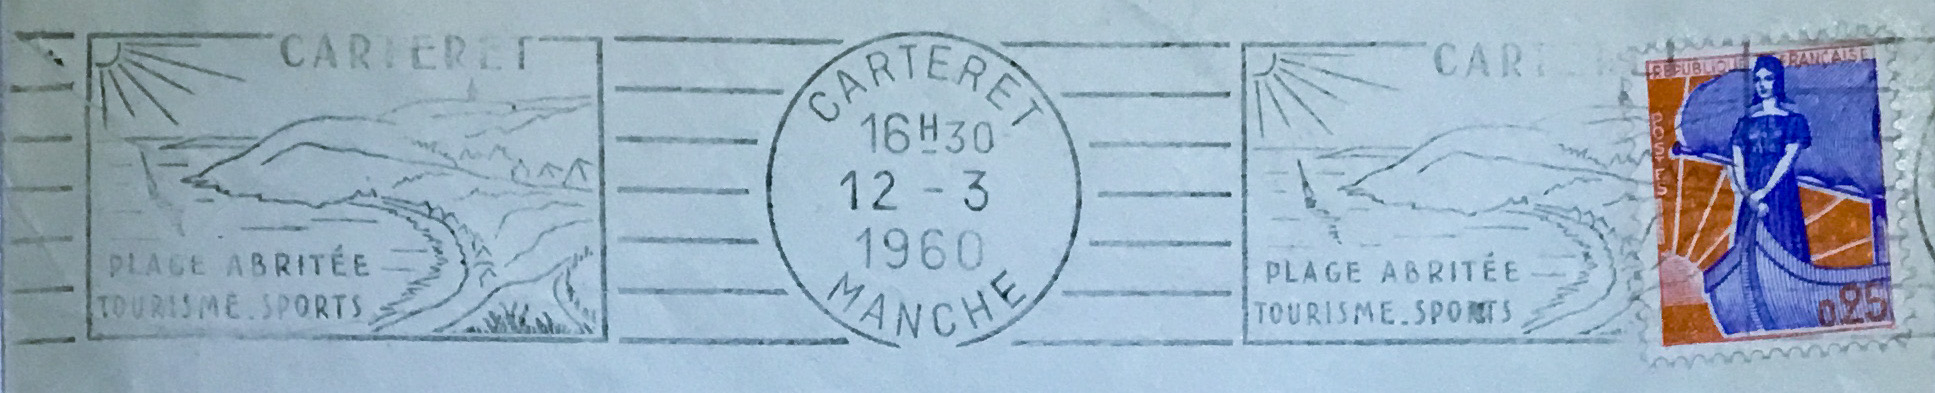 CARTERET
PLAGE ABRITÉE
TOURISME.SPORTS
CARTERET
16H30
12 - 3
1960
MANCHE
CAR
PLAGE ABRITÉE
TOURISME.SPORTS
REPUBLIQUE FRANÇAISE
POSTES
0.25